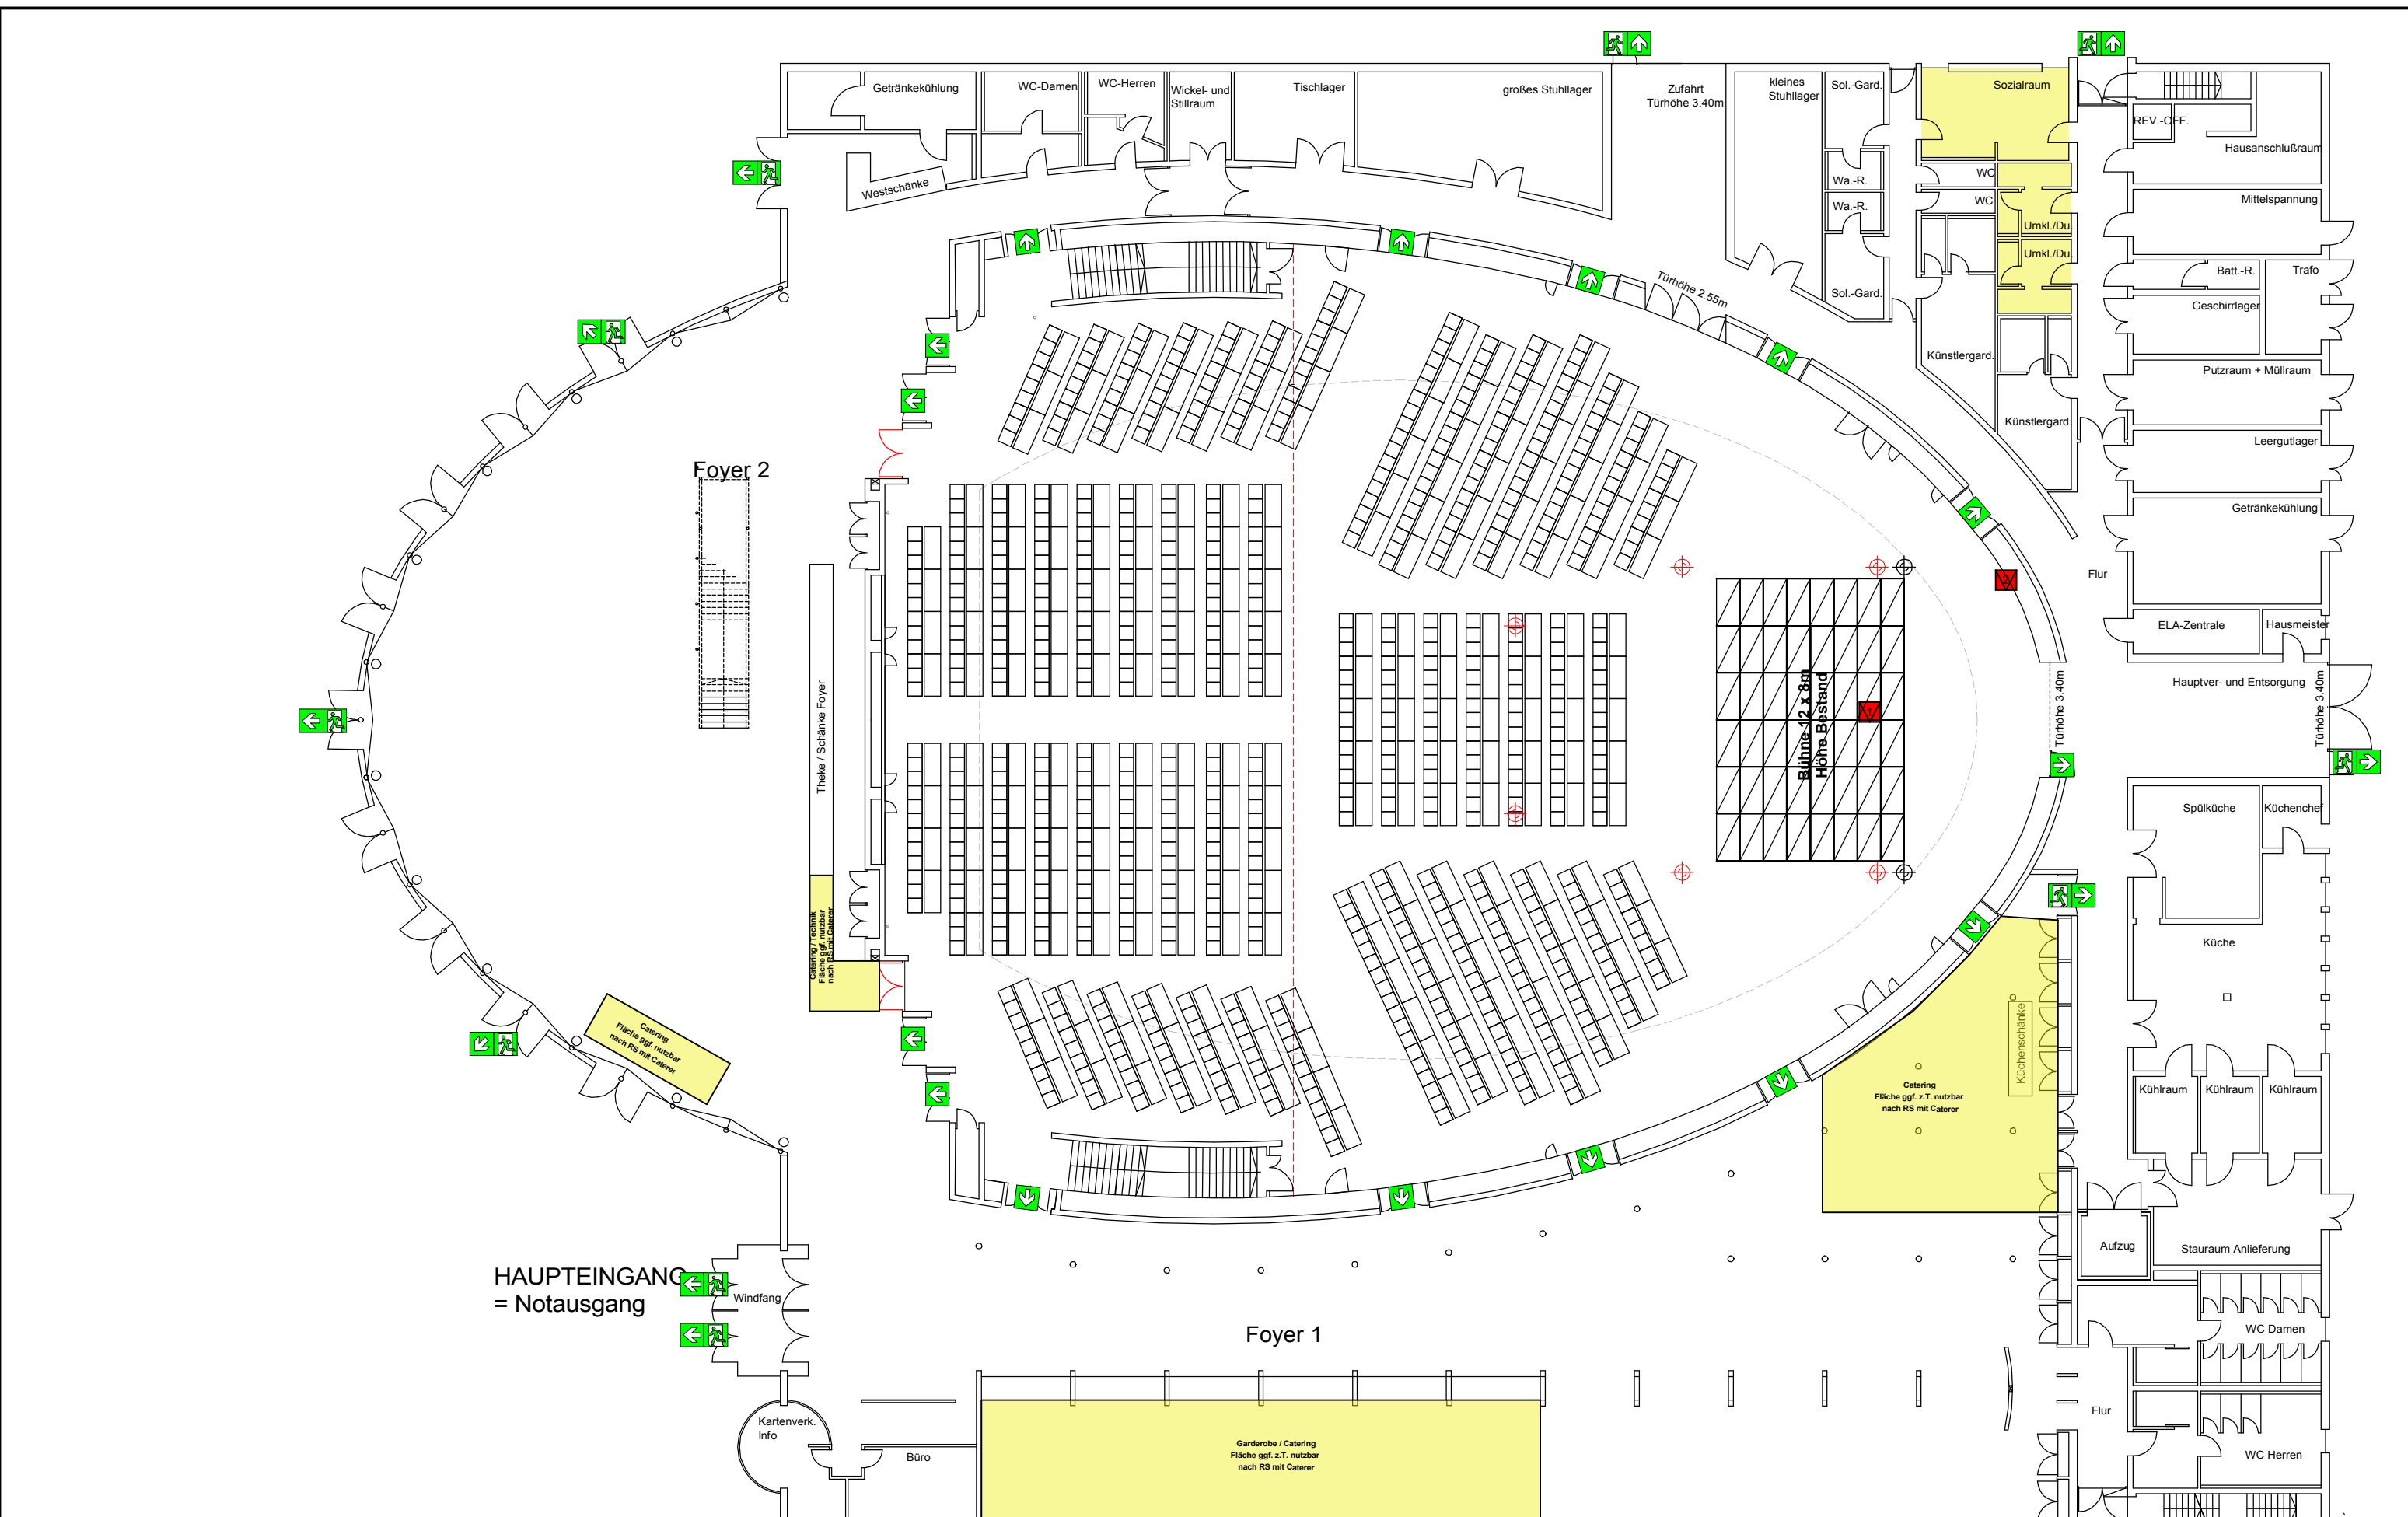 Getränkekühlung
WC-Damen
WC-Herren
Wickel- und
Stillraum
Tischlager
großes Stuhllager
Zufahrt
Türhöhe 3.40m
kleines
Stuhllager
Sol.-Gard.
Sozialraum
REV.-OFF.
Hausanschlußraum
Westschänke
Wa.-R.
Wa.-R.
WC
WC
Mittelspannung
Umkl./Du.
Umkl./Du.
Batt.-R.
Trafo
Türhöhe 2.55m
Sol.-Gard.
Geschirrlager
Künstlergard.
Putzraum + Müllraum
Künstlergard.
Leergutlager
Foyer 2
Getränkekühlung
Flur
2
ELA-Zentrale
Hausmeister
Theke / Schänke Foyer
Bühne 12 x 8m
Höhe Bestand
1
Türhöhe 3.40m
Hauptver- und Entsorgung
Türhöhe 3.40m
Spülküche
Küchenchef
Catering / Technik
Fläche ggf. nutzbar
nach RS mit Caterer
Küche
Catering
Fläche ggf. nutzbar
nach RS mit Caterer
Küchenschänke
Catering
Fläche ggf. z.T. nutzbar
nach RS mit Caterer
Kühlraum
Kühlraum
Kühlraum
Aufzug
Stauraum Anlieferung
HAUPTEINGANG
= Notausgang
Windfang
Foyer 1
WC Damen
Kartenverk.
Info
Büro
Garderobe / Catering
Fläche ggf. z.T. nutzbar
nach RS mit Caterer
Flur
WC Herren